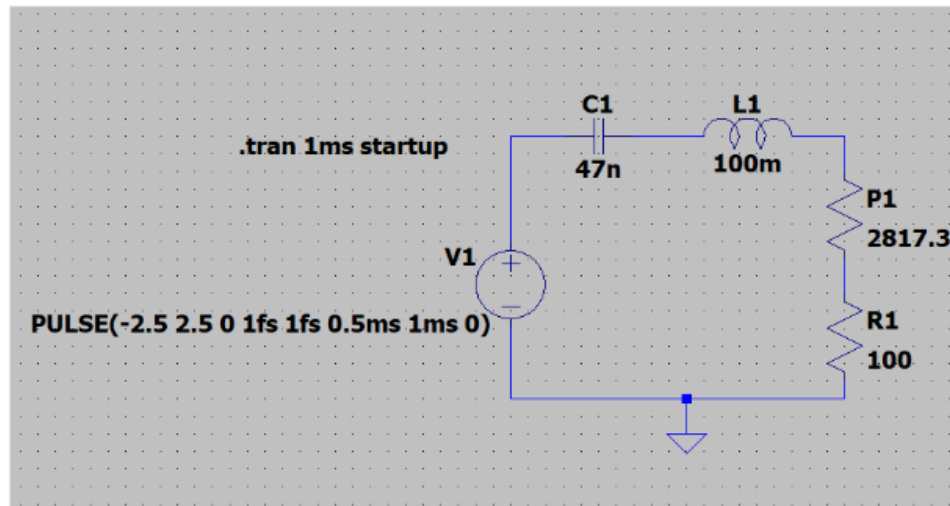 C1
L1
.tran 1ms startup
47n
100m
P1
2817.3
V1
PULSE(-2.5 2.5 0 1fs 1fs 0.5ms 1ms 0)
R1
100